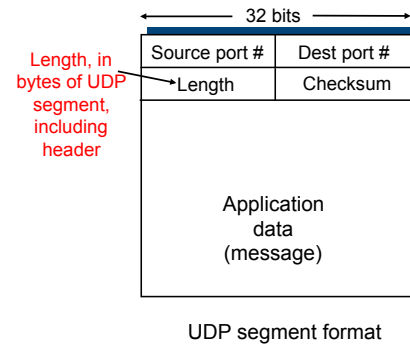 32 bits
Source port #
Dest port #
Length, in
bytes of UDP
segment,
including
header
Length
Checksum
Application
data
(message)
UDP segment format